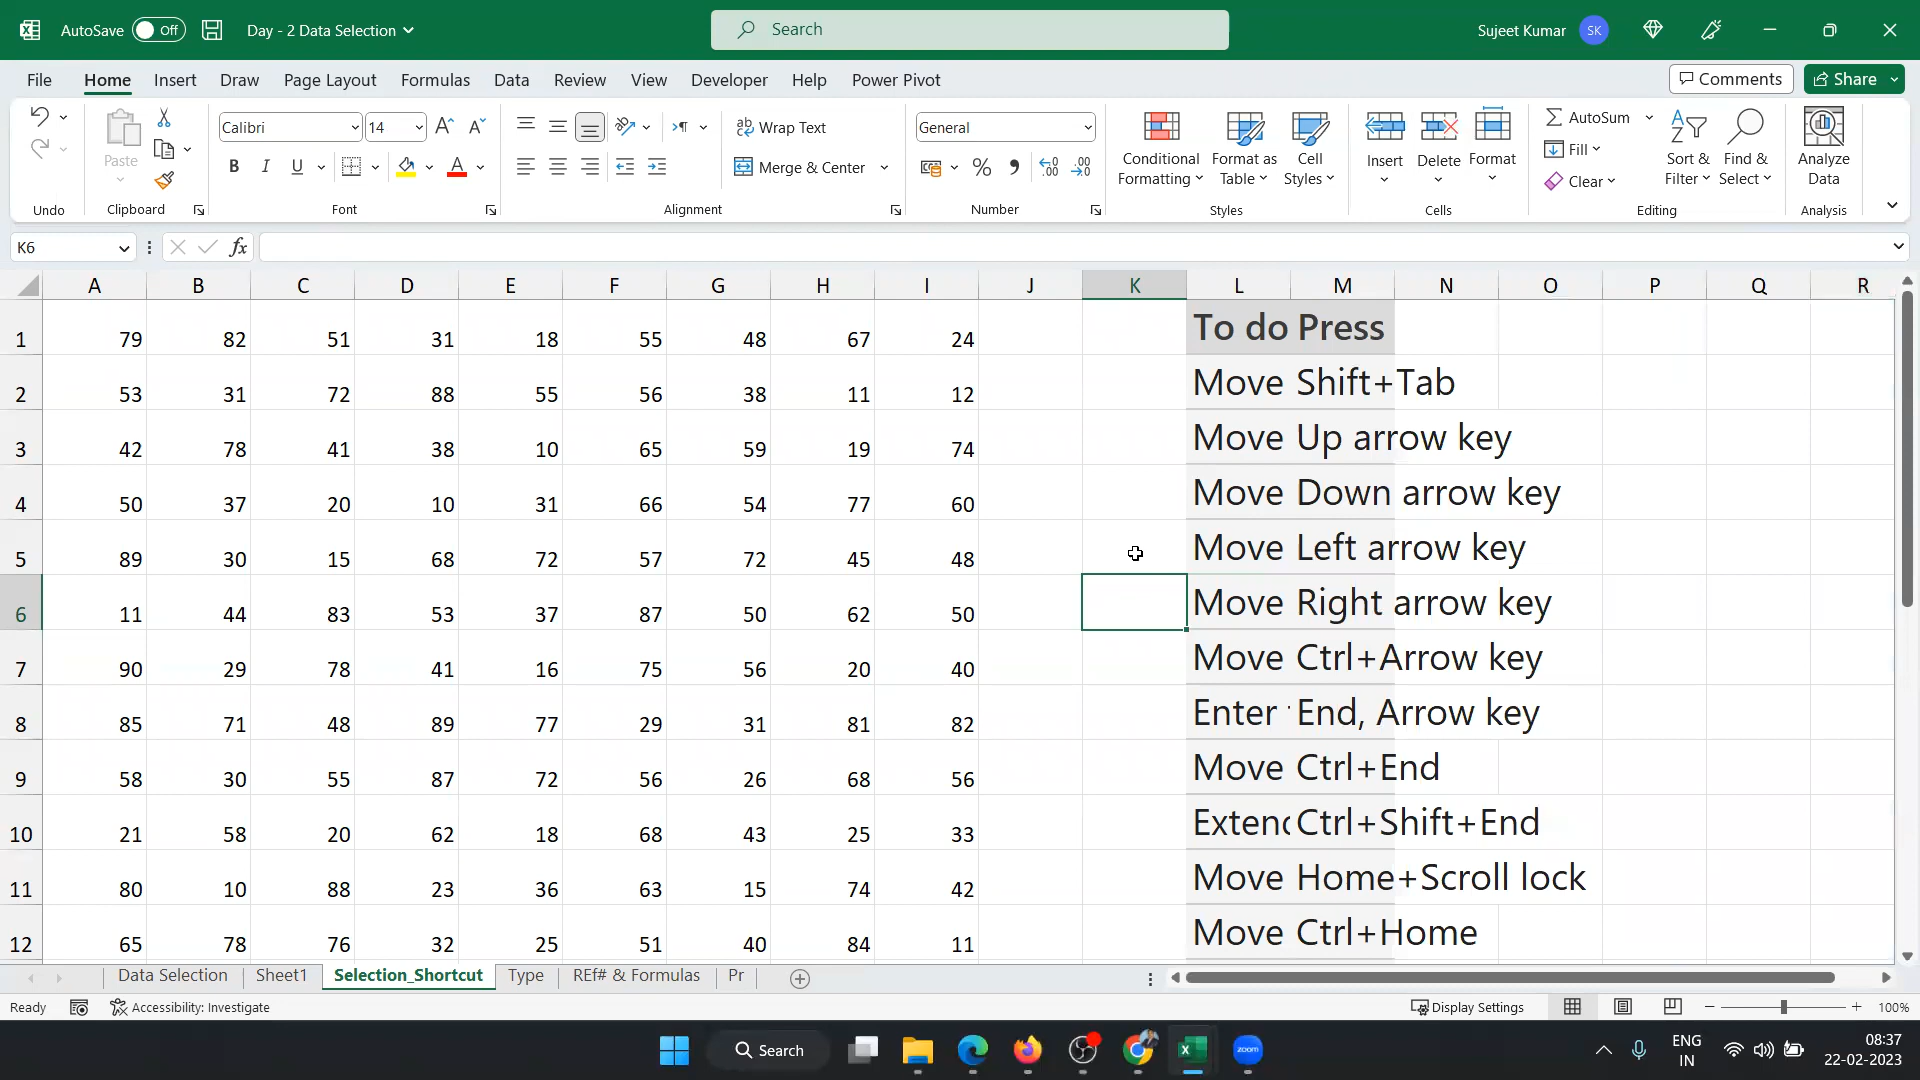 AutoSave Off Day - 2 Data Selection Search Sujeet Kumar SK
File Home Insert Draw Page Layout Formulas Data Review View Developer Help Power Pivot Comments Share
Paste Calibri 14 Wrap Text General Conditional Formatting Format as Table Cell Styles Insert Delete Format AutoSum Fill Clear Sort & Filter Find & Select Analyze Data
B I U Merge & Center
Undo Clipboard Font Alignment Number Styles Cells Editing Analysis
K6 fx
A B C D E F G H I J K L M N O P Q R
1 79 82 51 31 18 55 48 67 24 To do Press
2 53 31 72 88 55 56 38 11 12 Move Shift+Tab
3 42 78 41 38 10 65 59 19 74 Move Up arrow key
4 50 37 20 10 31 66 54 77 60 Move Down arrow key
5 89 30 15 68 72 57 72 45 48 Move Left arrow key
6 11 44 83 53 37 87 50 62 50 Move Right arrow key
7 90 29 78 41 16 75 56 20 40 Move Ctrl+Arrow key
8 85 71 48 89 77 29 31 81 82 Enter End, Arrow key
9 58 30 55 87 72 56 26 68 56 Move Ctrl+End
10 21 58 20 62 18 68 43 25 33 Ctrl+Shift+End
11 80 10 88 23 36 63 15 74 42 Move Home+Scroll lock
12 65 78 76 32 25 51 40 84 11 Move Ctrl+Home
Data Selection Sheet1 Selection_Shortcut Type REf# & Formulas Pr
Ready Accessibility: Investigate Display Settings 100%
Search zoom ENG IN 08:37 22-02-2023